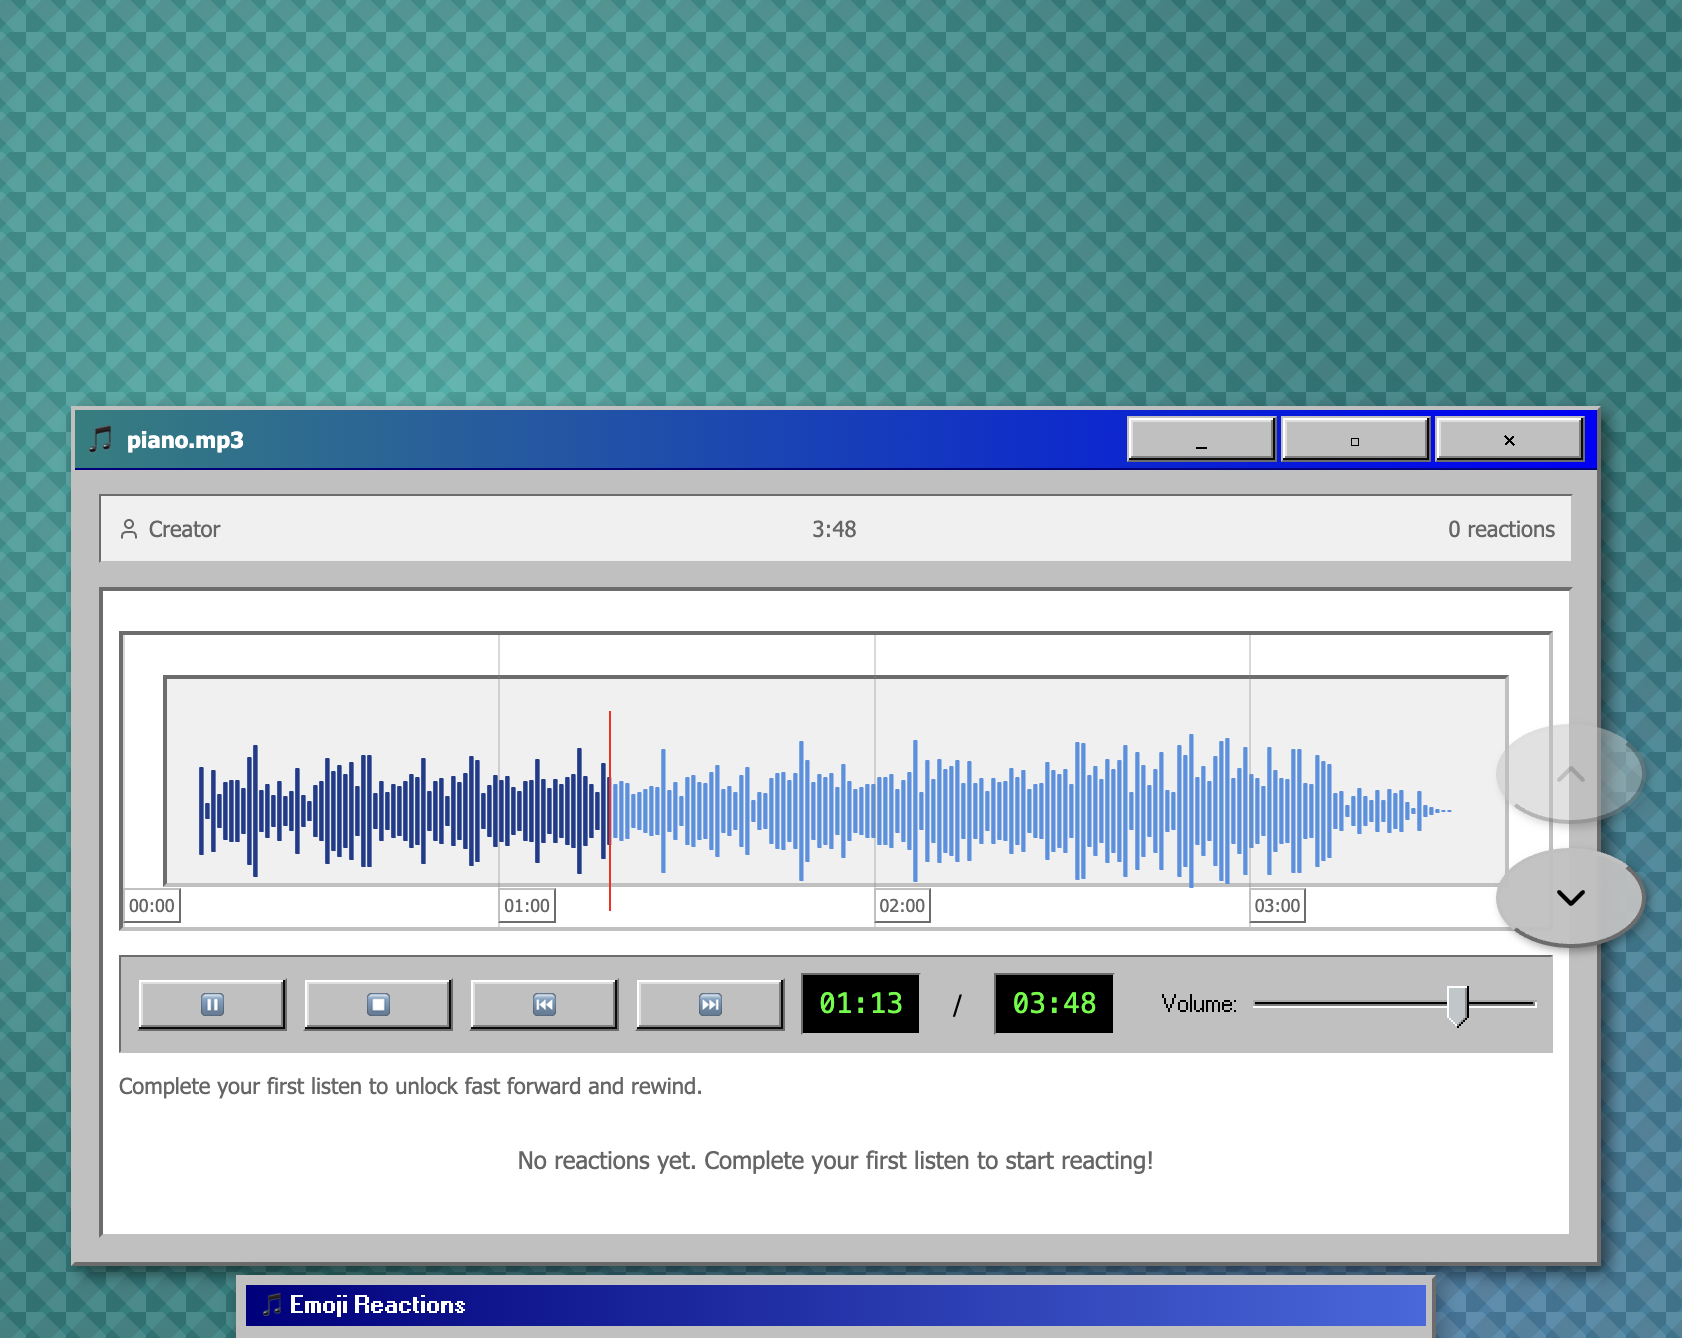 piano.mp3
Creator 3:48 0 reactions
00:00 01:00 02:00 03:00
01:13 / 03:48 Volume:
Complete your first listen to unlock fast forward and rewind.
No reactions yet. Complete your first listen to start reacting!
Emoji Reactions